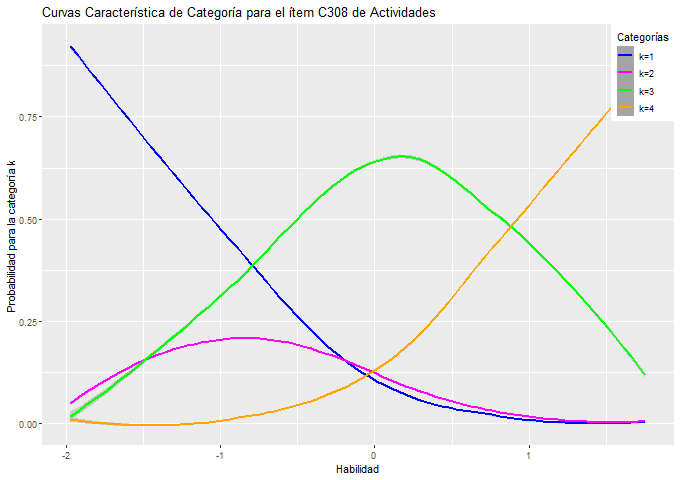 Curvas Característica de Categoría para el ítem C308 de Actividades
Categorías
k=1
k=2
k=3
k=4
Probabilidad para la categoría k
0.75
0.50
0.25
0.00
-2
-1
0
1
Habilidad